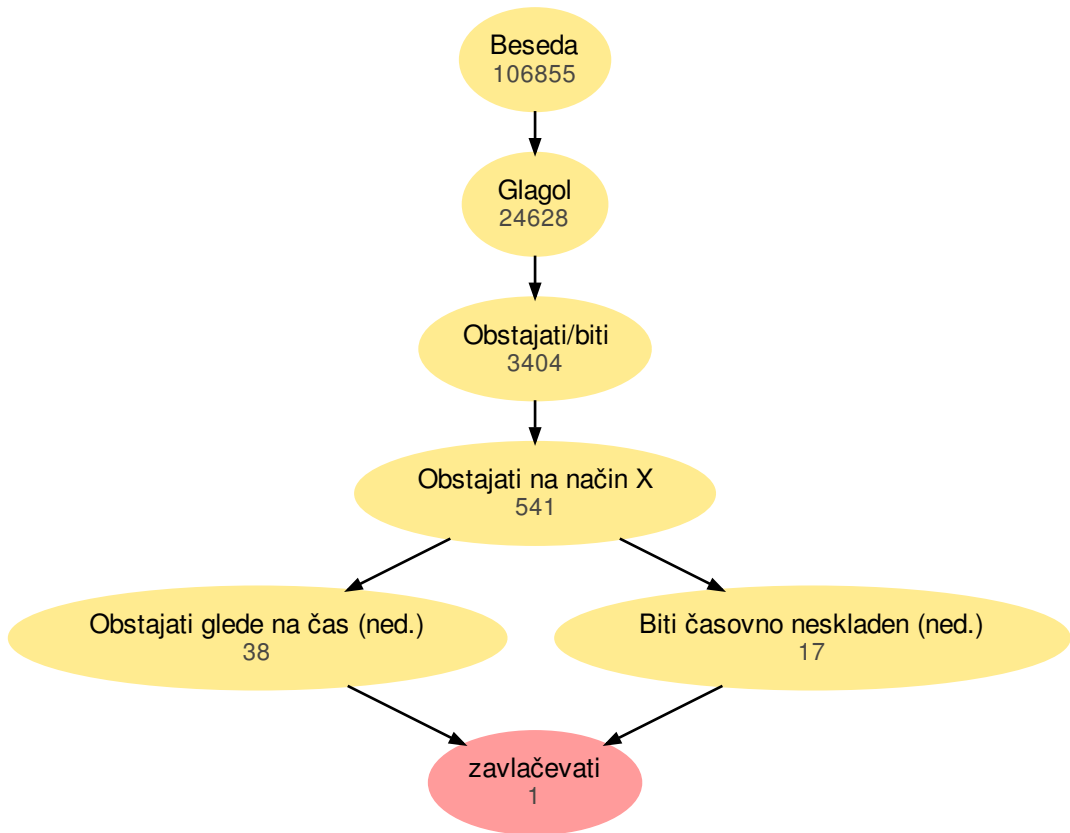 Beseda
106855
Glagol
24628
Obstajati/biti
3404
Obstajati na način X
541
Obstajati glede na čas (ned.)
38
Biti časovno neskladen (ned.)
17
zavlačevati
1